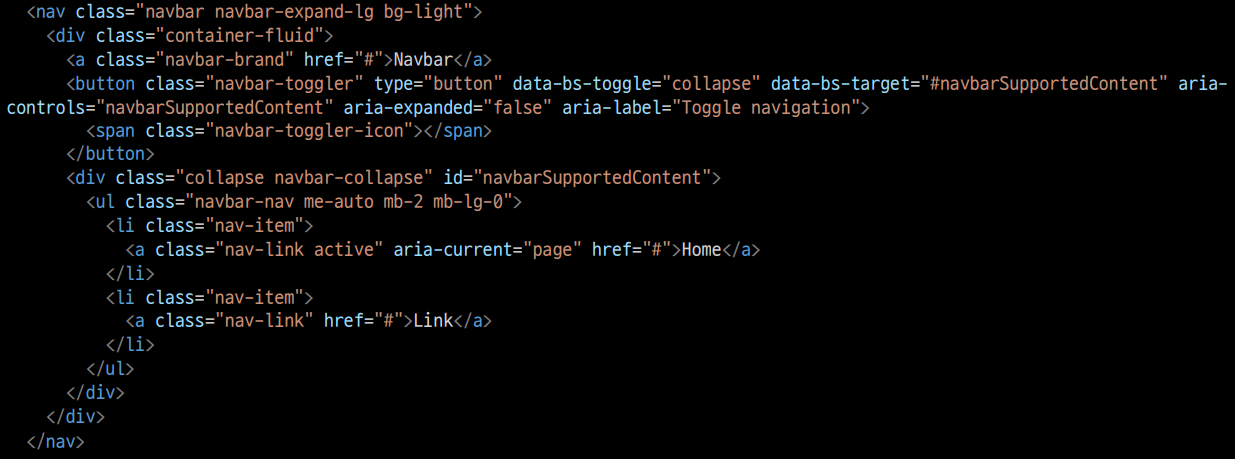 <nav class="navbar navbar-expand-lg bg-light">
<div class="container-fluid">
<a class="navbar-brand" href="#">Navbar</a>
<button class="navbar-toggler" type="button" data-bs-toggle="collapse" data-bs-target="#navbarSupportedContent" aria-
controls="navbarSupportedContent" aria-expanded="false" aria-label="Toggle navigation">
<span class="navbar-toggler-icon"></span>
</button>
<div class="collapse navbar-collapse" id="navbarSupportedContent">
<ul class="navbar-nav me-auto mb-2 mb-lg-0">
<li class="nav-item">
<a class="nav-link active" aria-current="page" href="#">Home</a>
</li>
<li class="nav-item">
<a class="nav-link" href="#">Link</a>
</li>
</ul>
</div>
</div>
</nav>